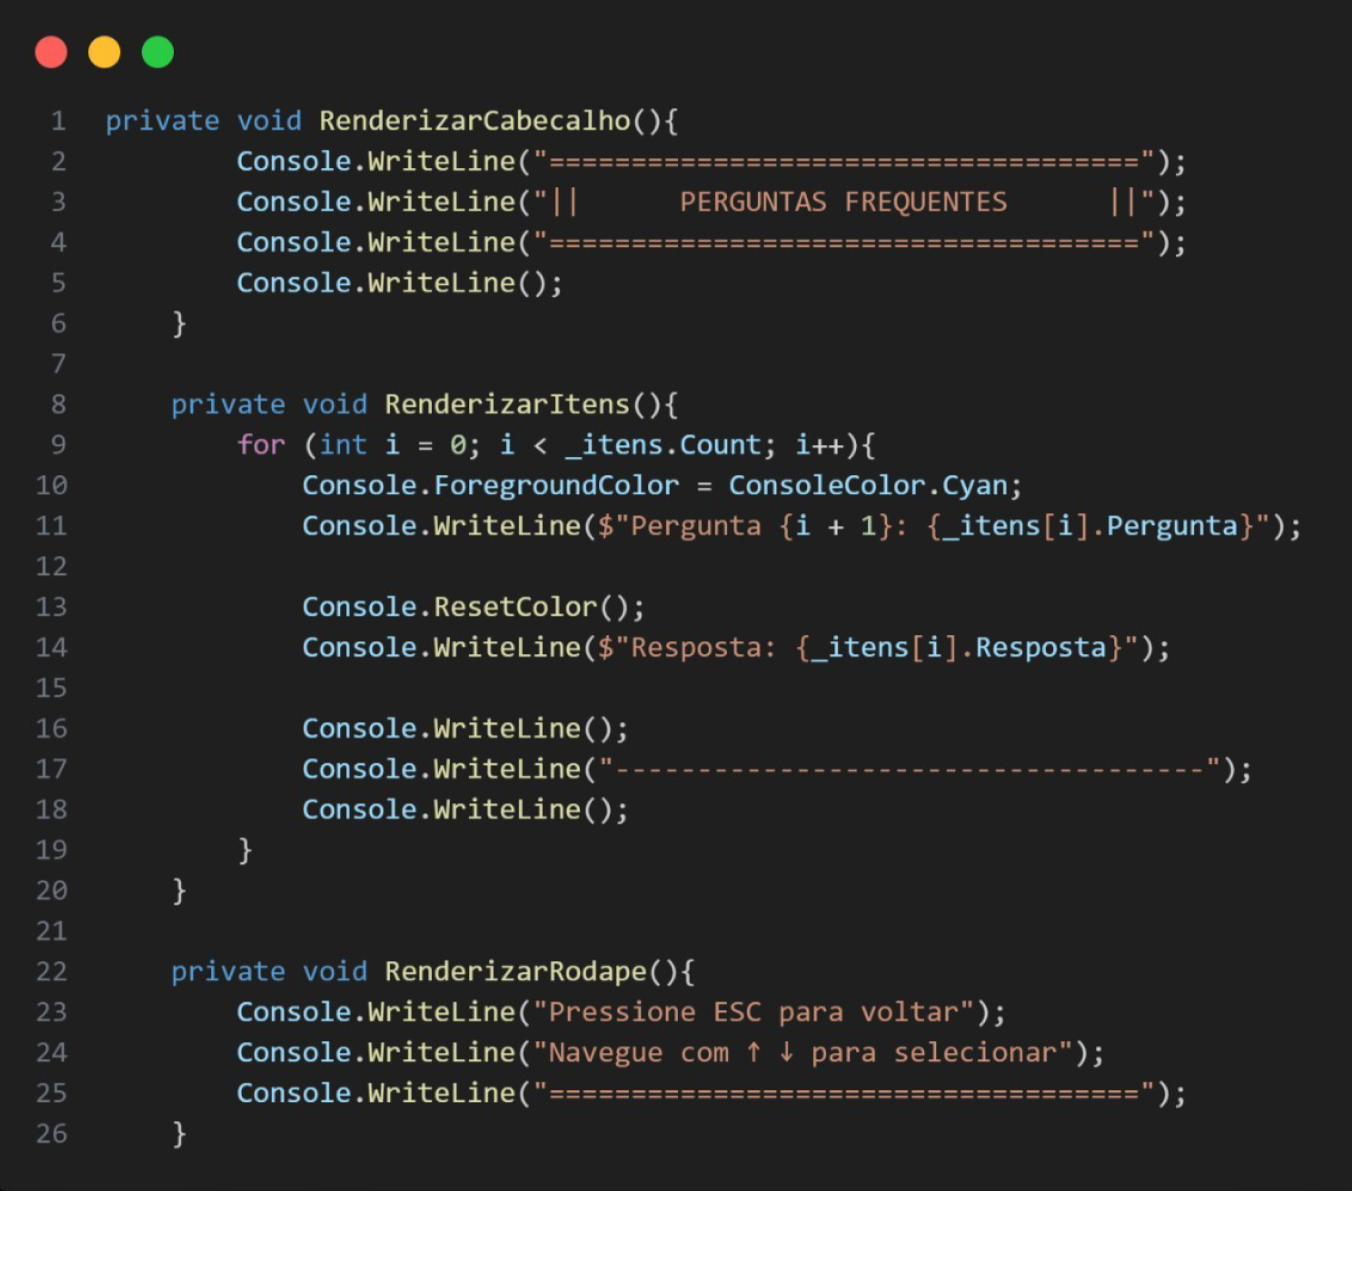 1 private void RenderizarCabecalho(){
2         Console.WriteLine("====================================");
3         Console.WriteLine("||      PERGUNTAS FREQUENTES      ||");
4         Console.WriteLine("====================================");
5         Console.WriteLine();
6     }
7
8     private void RenderizarItens(){
9         for (int i = 0; i < _itens.Count; i++){
10             Console.ForegroundColor = ConsoleColor.Cyan;
11             Console.WriteLine($"Pergunta {i + 1}: {_itens[i].Pergunta}");
12
13             Console.ResetColor();
14             Console.WriteLine($"Resposta: {_itens[i].Resposta}");
15
16             Console.WriteLine();
17             Console.WriteLine("------------------------------------");
18             Console.WriteLine();
19         }
20     }
21
22     private void RenderizarRodape(){
23         Console.WriteLine("Pressione ESC para voltar");
24         Console.WriteLine("Navegue com ↑ ↓ para selecionar");
25         Console.WriteLine("====================================");
26     }